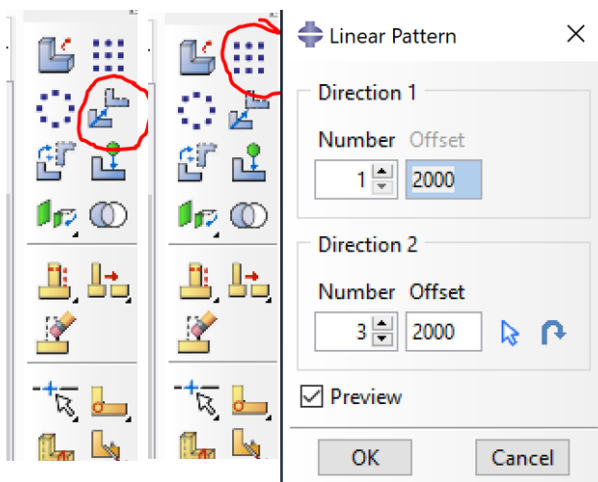 Linear Pattern
Direction 1
Number Offset
1 2000
Direction 2
Number Offset
3 2000
Preview
OK Cancel